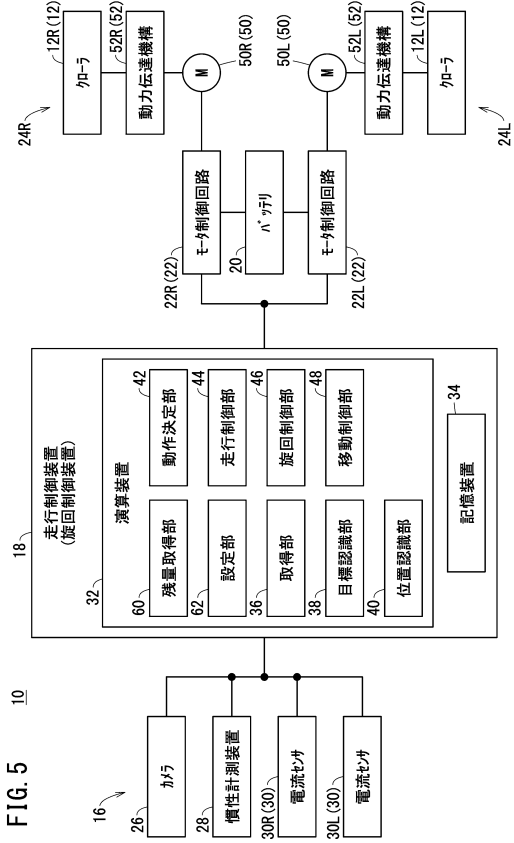 FIG. 5
10
16
26
カメラ
28
慣性計測装置
30R(30)
電流センサ
30L(30)
電流センサ
18
走行制御装置
(旋回制御装置)
32
演算装置
60
残量取得部
62
設定部
36
取得部
38
目標認識部
40
位置認識部
42
動作決定部
44
走行制御部
46
旋回制御部
48
移動制御部
34
記憶装置
22R(22)
モータ制御回路
20
バッテリ
22L(22)
モータ制御回路
24R
12R(12)
クローラ
52R(52)
動力伝達機構
50R(50)
M
50L(50)
M
52L(52)
動力伝達機構
12L(12)
クローラ
24L